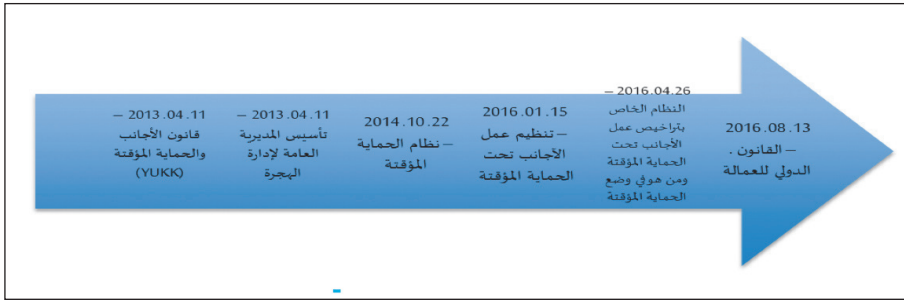 2013.04.11 –
قانون الأجانب
والحماية المؤقتة
(YUKK)
2013.04.11 –
تأسيس المديرية
العامة لإدارة
الهجرة
2014.10.22
– نظام الحماية
المؤقتة
2016.01.15
– تنظيم عمل
الأجانب تحت
الحماية المؤقتة
2016.04.26 –
النظام الخاص
بتراخيص عمل
الأجانب تحت
الحماية المؤقتة
ومن هوفي وضع
الحماية المؤقتة
2016.08.13
– القانون .
الدولي للعمالة